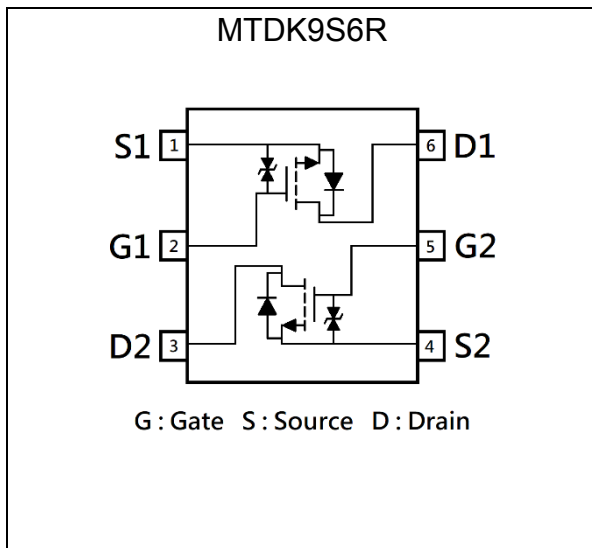 MTDK9S6R
S1 1 6 D1
G1 2 5 G2
D2 3 4 S2
G : Gate S : Source D : Drain